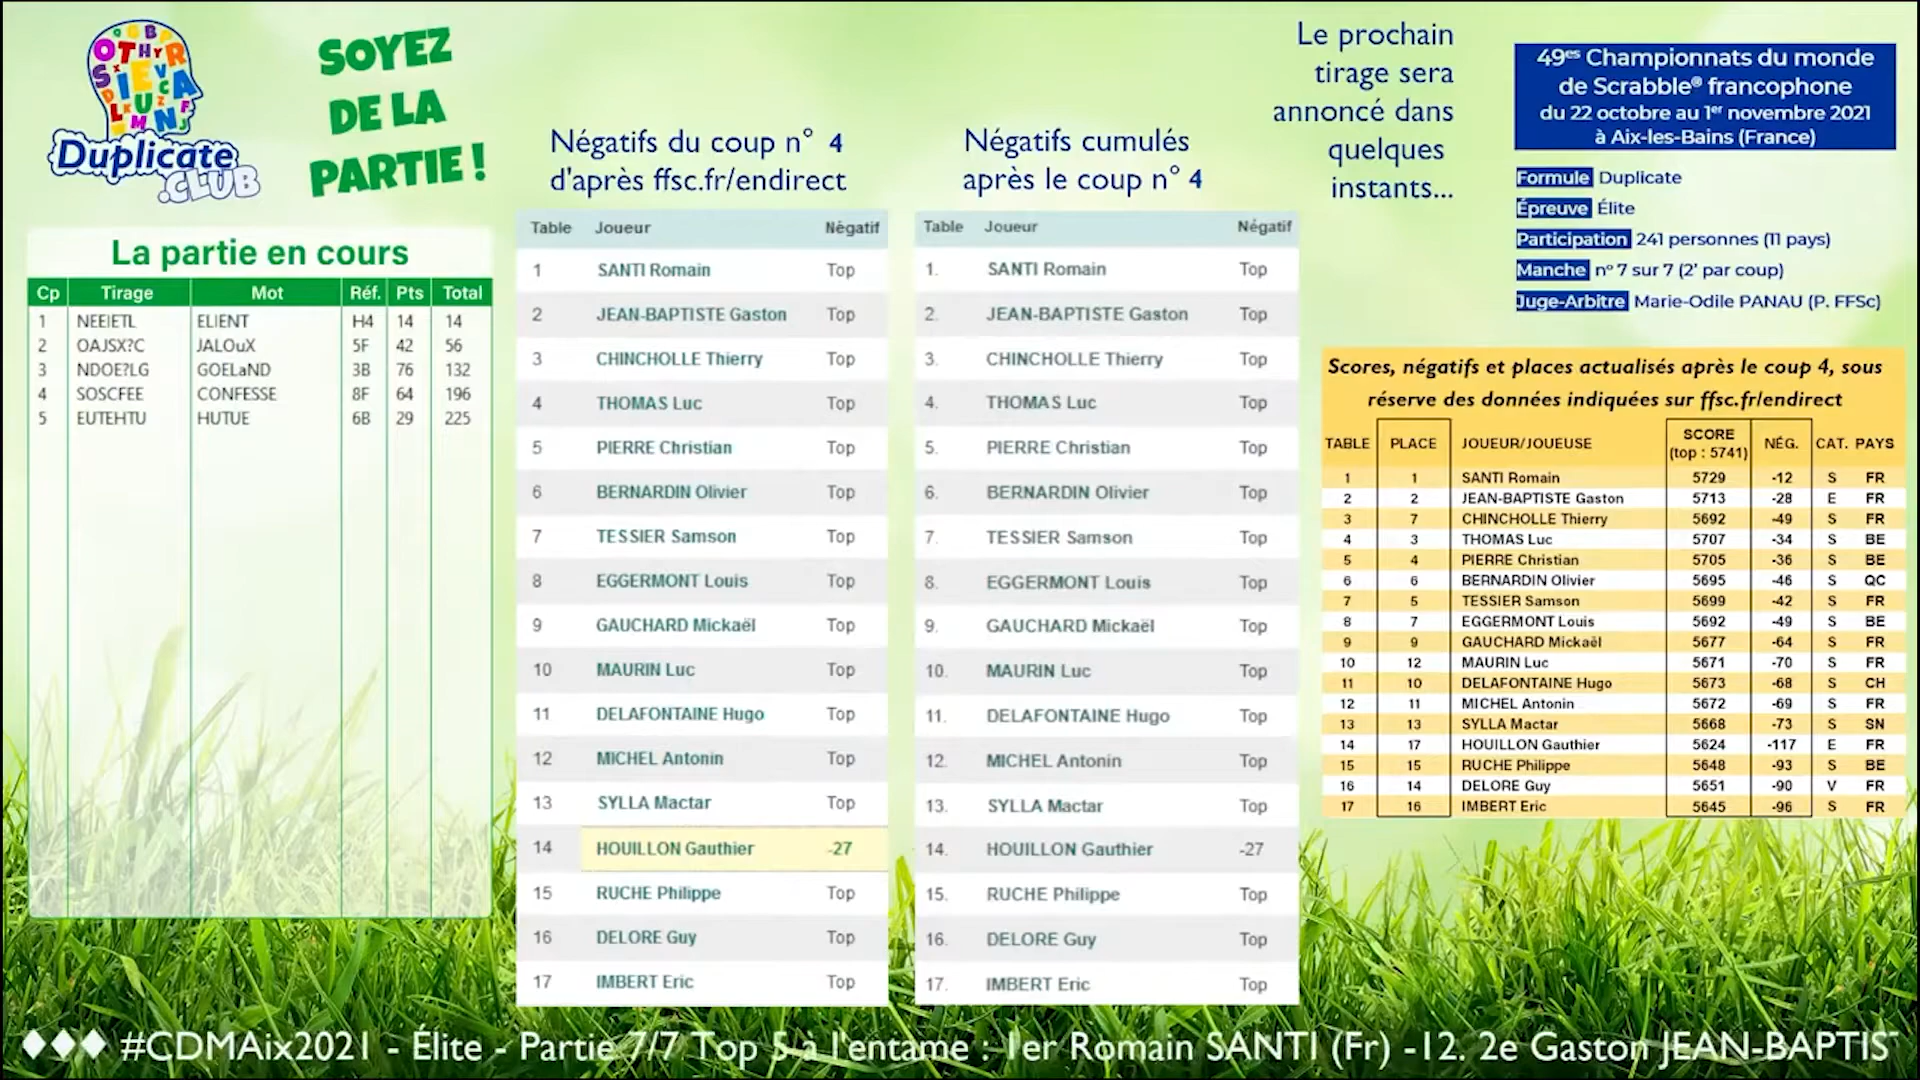 Duplicate
.CLUB
SOYEZ
DE LA
PARTIE !
La partie en cours
Cp Tirage Mot Réf. Pts Total
1 NEEIETL ELIENT H4 14 14
2 OAJSX?C JALOuX 5F 42 56
3 NDOE?LG GOELaND 3B 76 132
4 SOSCFEE CONFESSE 8F 64 196
5 EUTEHTU HUTUE 6B 29 225
Négatifs du coup n° 4
d'après ffsc.fr/endirect
Table Joueur Négatif
1 SANTI Romain Top
2 JEAN-BAPTISTE Gaston Top
3 CHINCHOLLE Thierry Top
4 THOMAS Luc Top
5 PIERRE Christian Top
6 BERNARDIN Olivier Top
7 TESSIER Samson Top
8 EGGERMONT Louis Top
9 GAUCHARD Mickaël Top
10 MAURIN Luc Top
11 DELAFONTAINE Hugo Top
12 MICHEL Antonin Top
13 SYLLA Mactar Top
14 HOUILLON Gauthier -27
15 RUCHE Philippe Top
16 DELORE Guy Top
17 IMBERT Eric Top
Négatifs cumulés
après le coup n° 4
Table Joueur Négatif
1. SANTI Romain Top
2. JEAN-BAPTISTE Gaston Top
3. CHINCHOLLE Thierry Top
4. THOMAS Luc Top
5. PIERRE Christian Top
6. BERNARDIN Olivier Top
7. TESSIER Samson Top
8. EGGERMONT Louis Top
9. GAUCHARD Mickaël Top
10. MAURIN Luc Top
11. DELAFONTAINE Hugo Top
12. MICHEL Antonin Top
13. SYLLA Mactar Top
14. HOUILLON Gauthier -27
15. RUCHE Philippe Top
16. DELORE Guy Top
17. IMBERT Eric Top
Le prochain
tirage sera
annoncé dans
quelques
instants...
49es Championnats du monde
de Scrabble® francophone
du 22 octobre au 1er novembre 2021
à Aix-les-Bains (France)
Formule Duplicate
Épreuve Élite
Participation 241 personnes (11 pays)
Manche n° 7 sur 7 (2' par coup)
Juge-Arbitre Marie-Odile PANAU (P. FFSc)
Scores, négatifs et places actualisés après le coup 4, sous
réserve des données indiquées sur ffsc.fr/endirect
TABLE PLACE JOUEUR/JOUEUSE SCORE (top : 5741) NÉG. CAT. PAYS
1 1 SANTI Romain 5729 -12 S FR
2 2 JEAN-BAPTISTE Gaston 5713 -28 E FR
3 7 CHINCHOLLE Thierry 5692 -49 S FR
4 3 THOMAS Luc 5707 -34 S BE
5 4 PIERRE Christian 5705 -36 S BE
6 6 BERNARDIN Olivier 5695 -46 S QC
7 5 TESSIER Samson 5699 -42 S FR
8 7 EGGERMONT Louis 5692 -49 S BE
9 9 GAUCHARD Mickaël 5677 -64 S FR
10 12 MAURIN Luc 5671 -70 S FR
11 10 DELAFONTAINE Hugo 5673 -68 S CH
12 11 MICHEL Antonin 5672 -69 S FR
13 13 SYLLA Mactar 5668 -73 S SN
14 17 HOUILLON Gauthier 5624 -117 E FR
15 15 RUCHE Philippe 5648 -93 S BE
16 14 DELORE Guy 5651 -90 V FR
17 16 IMBERT Eric 5645 -96 S FR
♦♦♦ #CDMAix2021 - Élite - Partie 7/7 Top 5 à l'entame : 1er Romain SANTI (Fr) -12. 2e Gaston JEAN-BAPTIS